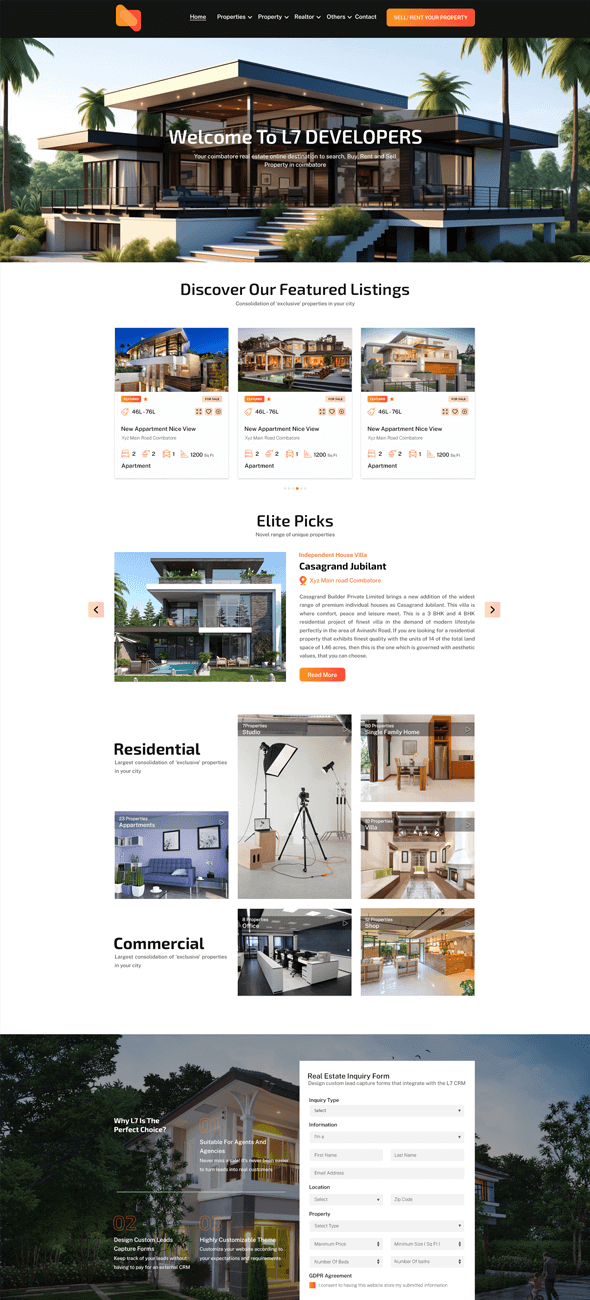 Home Properties Property Realtor Others Contact SELL/ RENT YOUR PROPERTY
Welcome To L7 DEVELOPERS
Your coimbatore real estate online destination to search, Buy, Rent and Sell
Property in coimbatore
Discover Our Featured Listings
Consolidation of 'exclusive' properties in your city
FEATURED FOR SALE
46L - 76L
New Appartment Nice View
Xyz Main Road Coimbatore
2 2 1 1200 Sq.Ft
Apartment
FEATURED FOR SALE
46L - 76L
New Appartment Nice View
Xyz Main Road Coimbatore
2 2 1 1200 Sq.Ft
Apartment
FEATURED FOR SALE
46L - 76L
New Appartment Nice View
Xyz Main Road Coimbatore
2 2 1 1200 Sq.Ft
Apartment
Elite Picks
Novel range of unique properties
Independent House Villa
Casagrand Jubilant
Xyz Main road Coimbatore
Casagrand Builder Private Limited brings a new addition of the widest
range of premium individual houses as Casagrand Jubilant. This villa is
where comfort, peace and leisure meet. This is a 3 BHK and 4 BHK
residential project of finest villa in the demand of modern lifestyle
perfectly in the area of Avinashi Road. If you are looking for a residential
property that exhibits finest quality with the units of 14 of the total land
space of 1.46 acres, then this is the one which is governed with aesthetic
values, that you can choose.
Read More
Residential
Largest consolidation of 'exclusive' properties
in your city
7Properties
Studio
Properties
Single Family Home
23 Properties
Appartments
Properties
Villa
Commercial
Largest consolidation of 'exclusive' properties
in your city
8 Properties
Office
Properties
Shop
Why L7 Is The
Perfect Choice?
01
Suitable For Agents And
Agencies
Never miss a sale! It's never been easier
to turn leads into real customers
02
Design Custom Leads
Capture Forms
Keep track of your leads without
having to pay for an external CRM
03
Highly Customizable Theme
Customize your website according to
your expectations and requirements
Real Estate Inquiry Form
Design custom lead capture forms that integrate with the L7 CRM
Inquiry Type
Select
Information
I'm a
First Name Last Name
Email Address
Location
Select Zip Code
Property
Select Type
Maximum Price Minimum Size ( Sq Ft )
Number Of Beds Number Of baths
GDPR Agreement
I consent to having this website store my submitted information